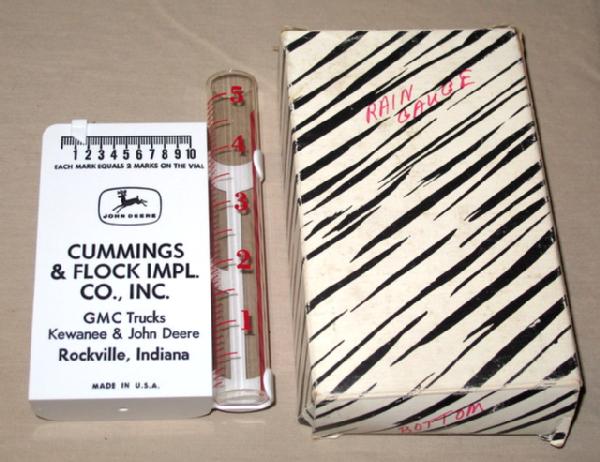 1 2 3 4 5 6 7 8 9 10
EACH MARK EQUALS 2 MARKS ON THE VIAL
JOHN DEERE
CUMMINGS
& FLOCK IMPL.
CO., INC.
GMC Trucks
Kewanee & John Deere
Rockville, Indiana
MADE IN U.S.A.
5
4
3
2
1
RAIN
GAUGE
BOTTOM